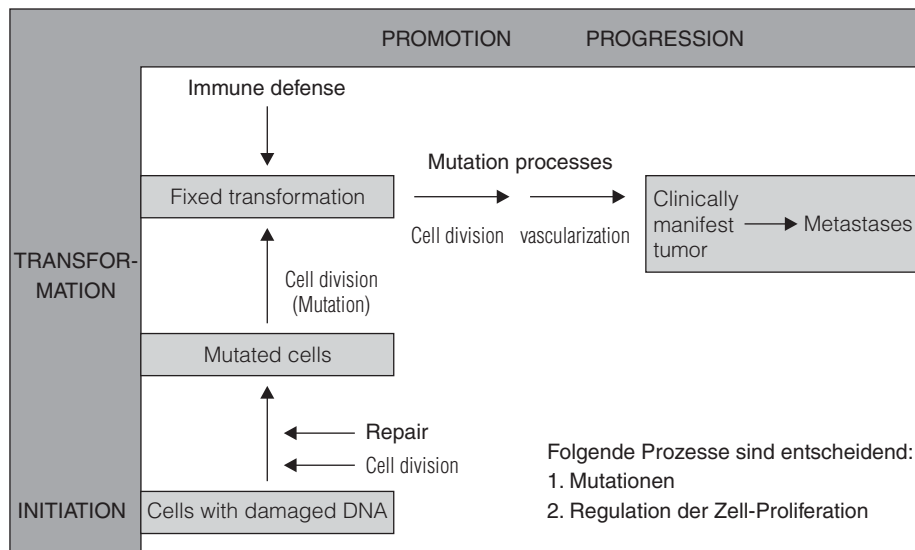 PROMOTION PROGRESSION
Immune defense
Mutation processes
Fixed transformation
Cell division vascularization
Clinically
manifest
tumor
Metastases
TRANSFOR-
MATION
Cell division
(Mutation)
Mutated cells
Repair
Cell division
INITIATION
Cells with damaged DNA
Folgende Prozesse sind entscheidend:
1. Mutationen
2. Regulation der Zell-Proliferation